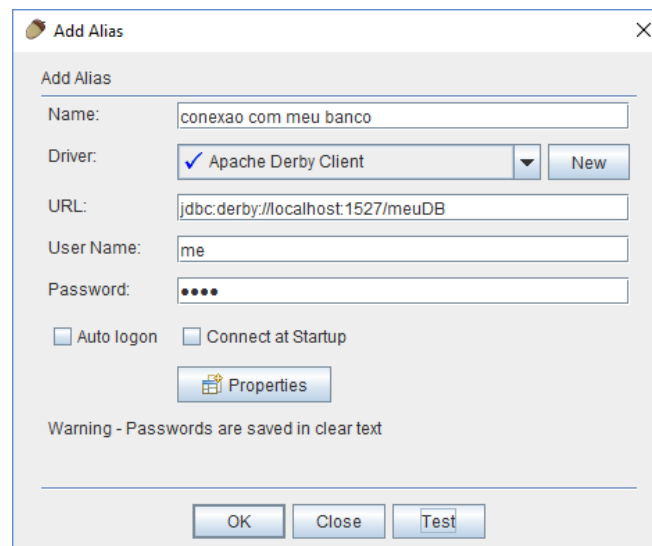 Add Alias
Add Alias
Name: conexao com meu banco
Driver: Apache Derby Client New
URL: jdbc:derby://localhost:1527/meuDB
User Name: me
Password: ••••
Auto logon Connect at Startup
Properties
Warning - Passwords are saved in clear text
OK Close Test